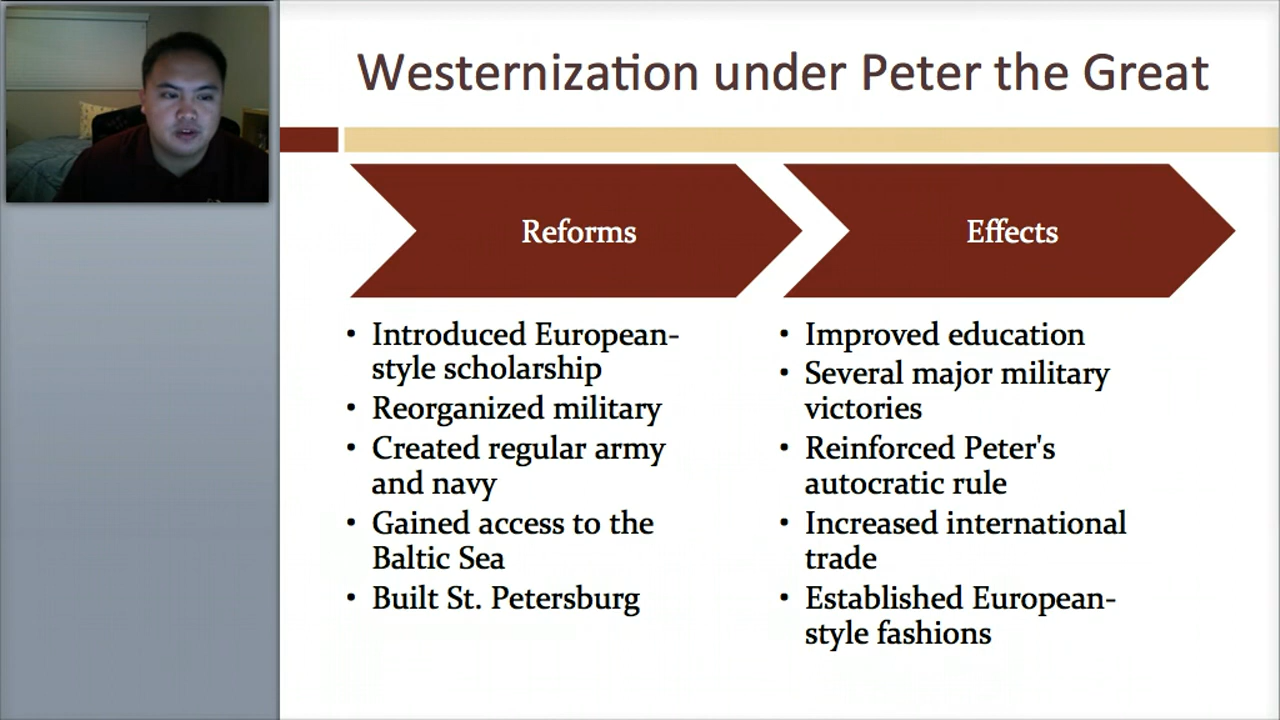 Westernization under Peter the Great
Reforms
Effects
• Introduced European-
style scholarship
• Reorganized military
• Created regular army
and navy
• Gained access to the
Baltic Sea
• Built St. Petersburg
• Improved education
• Several major military
victories
• Reinforced Peter's
autocratic rule
• Increased international
trade
• Established European-
style fashions